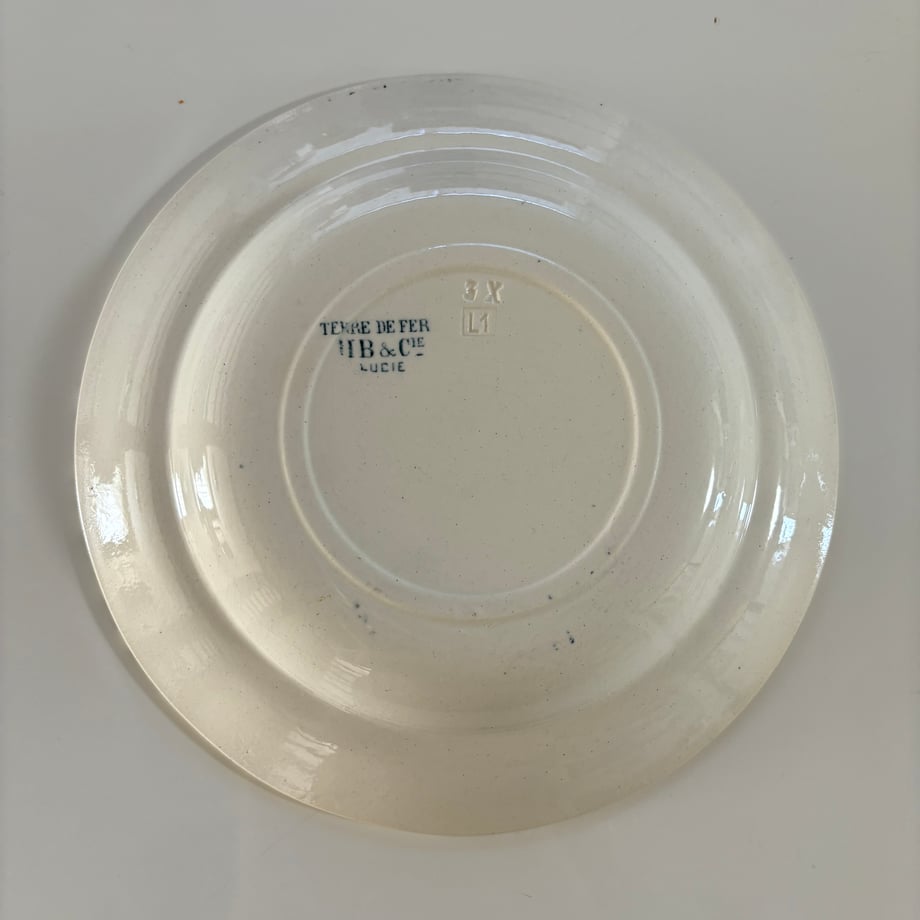 3 X
L1
TERRE DE FER
HB & CIE
LUCIE